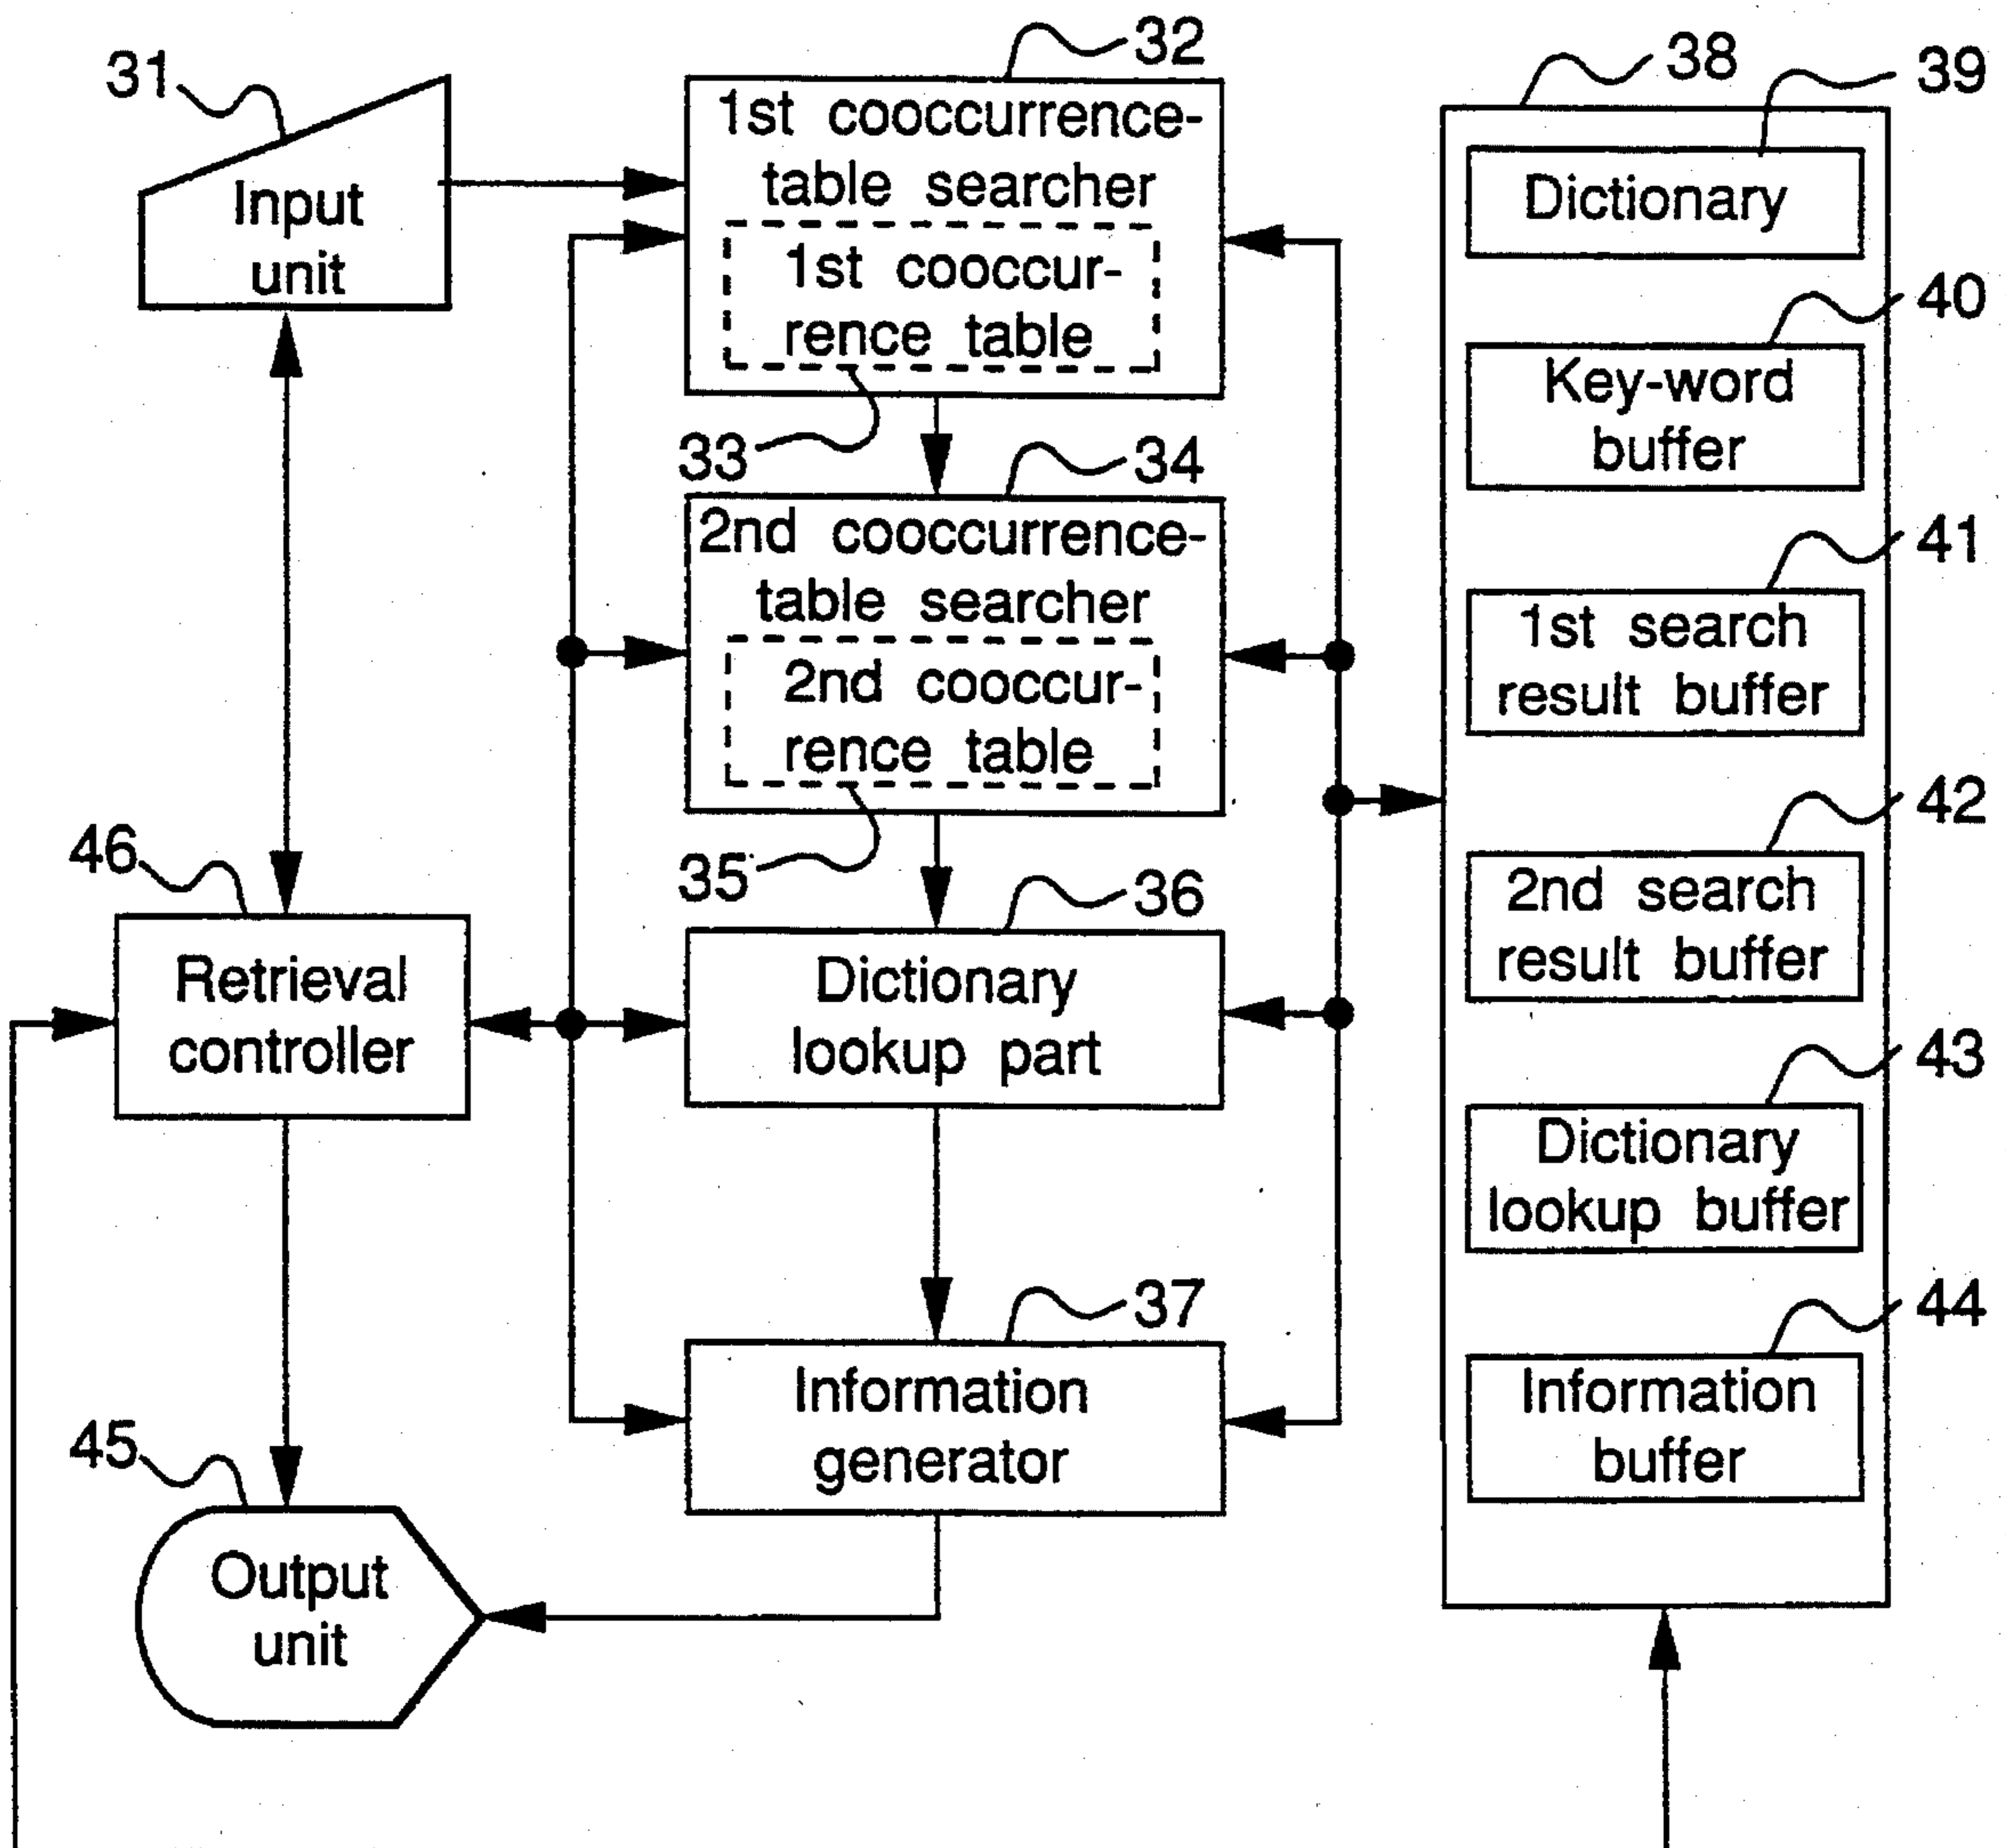 31
Input
unit
32
1st cooccurrence-
table searcher
1st cooccur-
rence table
33
34
2nd cooccurrence-
table searcher
2nd cooccur-
rence table
35
36
Dictionary
lookup part
37
Information
generator
46
Retrieval
controller
45
Output
unit
38
39
Dictionary
40
Key-word
buffer
41
1st search
result buffer
42
2nd search
result buffer
43
Dictionary
lookup buffer
44
Information
buffer